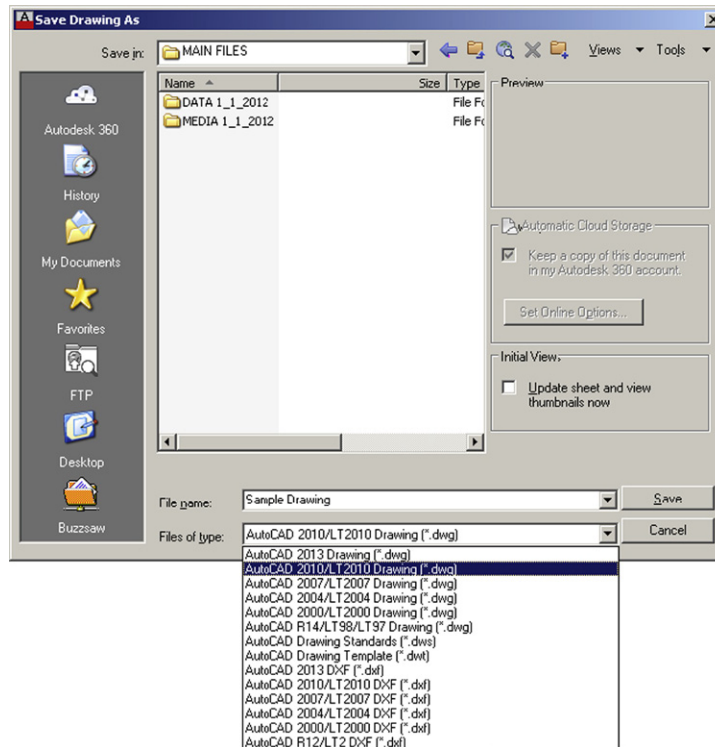 Save Drawing As
Save in:
MAIN FILES
Views
Tools
Autodesk 360
History
My Documents
Favorites
FTP
Desktop
Buzzsaw
Name
Size
Type
DATA 1_1_2012
File Fo
MEDIA 1_1_2012
File Fo
Preview
Automatic Cloud Storage
Keep a copy of this document
in my Autodesk 360 account.
Set Online Options...
Initial View
Update sheet and view
thumbnails now
File name:
Sample Drawing
Save
Files of type:
AutoCAD 2010/LT2010 Drawing (*.dwg)
Cancel
AutoCAD 2013 Drawing (*.dwg)
AutoCAD 2010/LT2010 Drawing (*.dwg)
AutoCAD 2007/LT2007 Drawing (*.dwg)
AutoCAD 2004/LT2004 Drawing (*.dwg)
AutoCAD 2000/LT2000 Drawing (*.dwg)
AutoCAD R14/LT98/LT97 Drawing (*.dwg)
AutoCAD Drawing Standards (*.dws)
AutoCAD Drawing Template (*.dwt)
AutoCAD 2013 DXF (*.dxf)
AutoCAD 2010/LT2010 DXF (*.dxf)
AutoCAD 2007/LT2007 DXF (*.dxf)
AutoCAD 2004/LT2004 DXF (*.dxf)
AutoCAD 2000/LT2000 DXF (*.dxf)
AutoCAD R12/LT2 DXF (*.dxf)